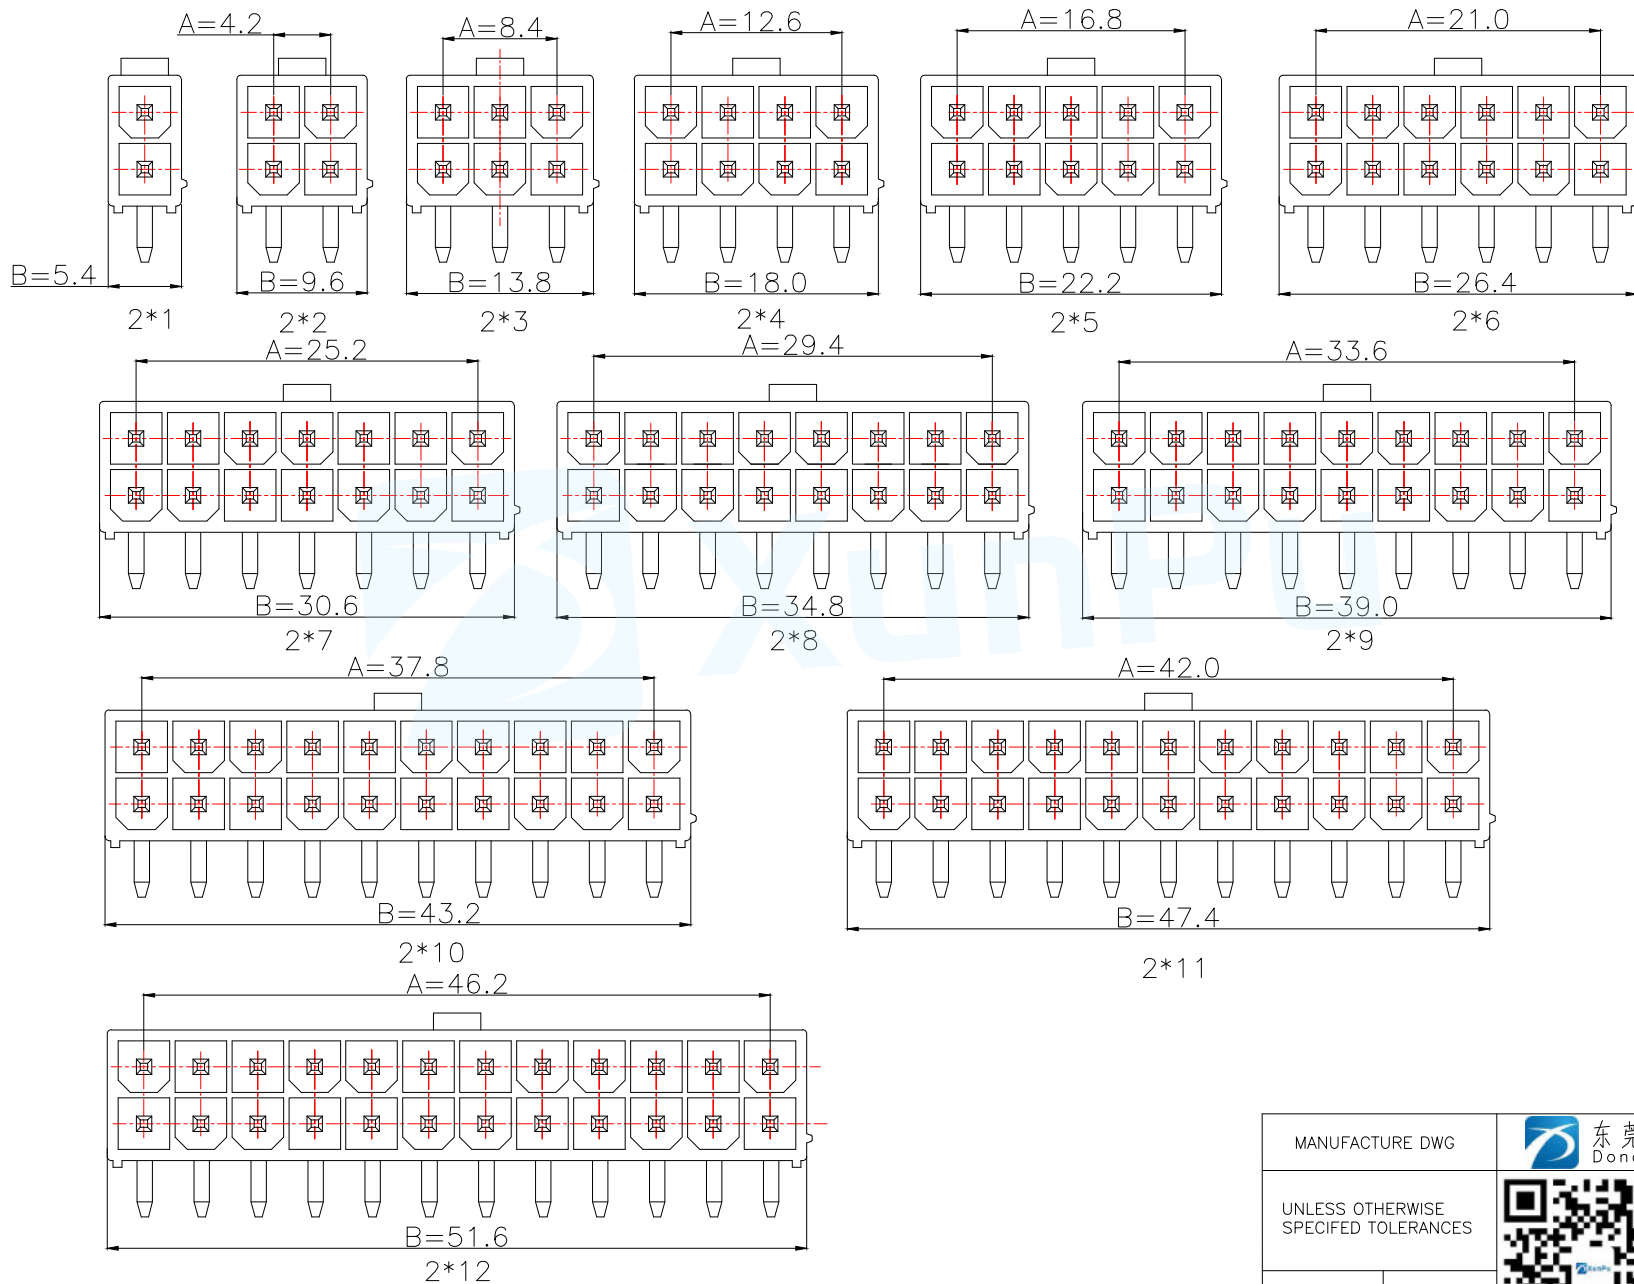 A=4.2
A=8.4
A=12.6
A=16.8
A=21.0
B=5.4
B=9.6
B=13.8
B=18.0
B=22.2
B=26.4
2*1
2*2
2*3
2*4
2*5
2*6
A=25.2
A=29.4
A=33.6
XunPu
B=30.6
B=34.8
B=39.0
2*7
2*8
2*9
A=37.8
A=42.0
B=43.2
B=47.4
2*10
2*11
A=46.2
B=51.6
2*12
MANUFACTURE DWG
东莞
Dong
UNLESS OTHERWISE
SPECIFED TOLERANCES
XunPu